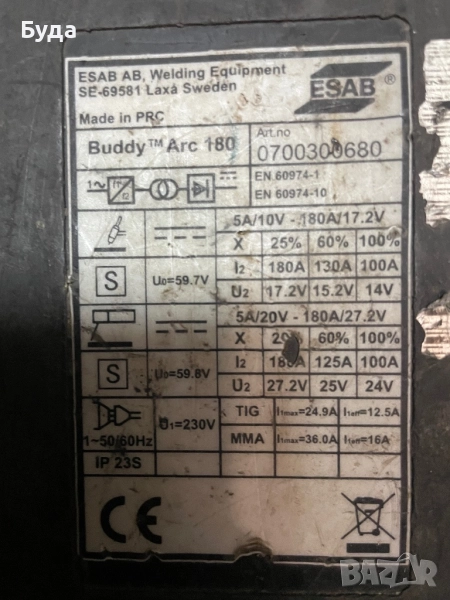 Буда
ESAB AB, Welding Equipment
SE-69581 Laxå Sweden
ESAB ®
Made in PRC
Buddy™ Arc 180
Art.no
0700300680
1~ f1 f2
EN 60974-1
EN 60974-10
5A/10V - 180A/17.2V
X 25% 60% 100%
S U₀=59.7V I2 180A 130A 100A
U2 17.2V 15.2V 14V
5A/20V - 180A/27.2V
X 60% 100%
S U₀=59.8V I2 125A 100A
U2 27.2V 25V 24V
1~50/60Hz U₁=230V
TIG I₁max=24.9A I₁eff=12.5A
MMA I₁max=36.0A I₁eff=16A
IP 23S
CE
BAZAR